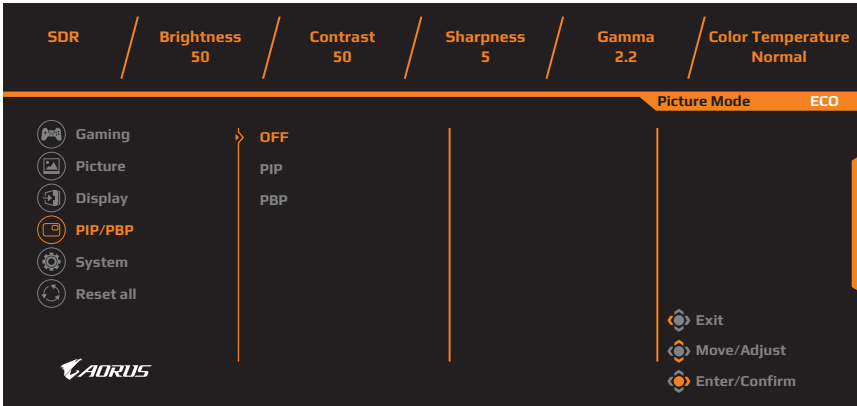 SDR
Brightness
50
Contrast
50
Sharpness
5
Gamma
2.2
Color Temperature
Normal
Picture Mode ECO
Gaming
Picture
Display
PIP/PBP
System
Reset all
OFF
PIP
PBP
Exit
Move/Adjust
Enter/Confirm
AORUS